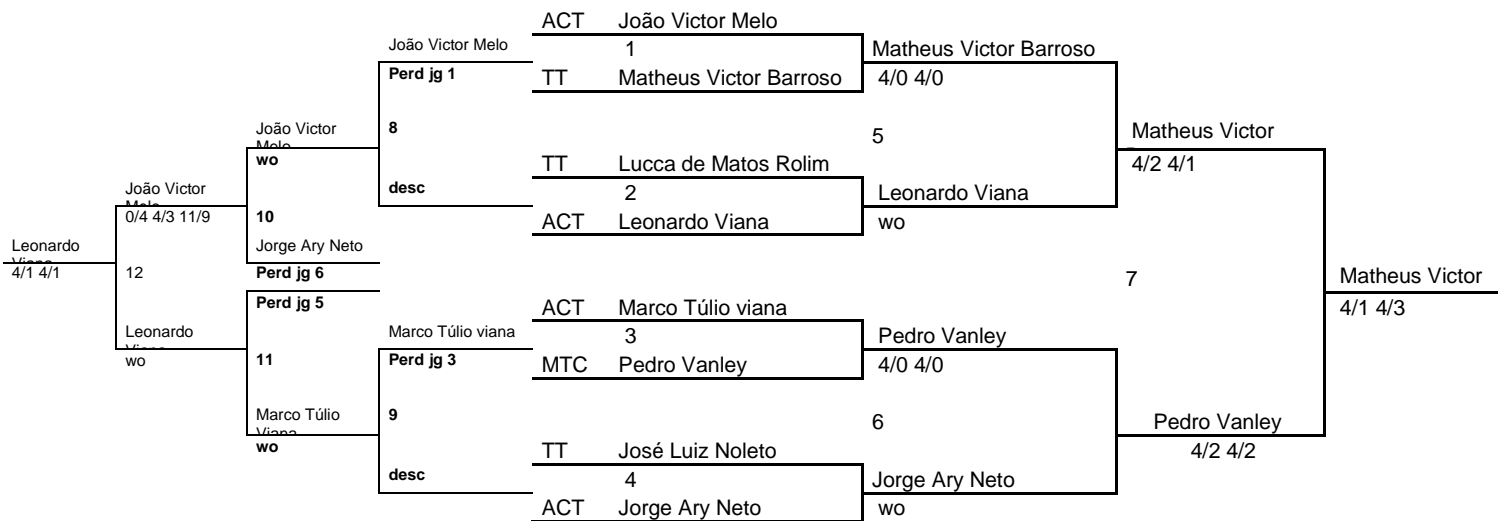 ACT João Victor Melo
João Victor Melo
1
Matheus Victor Barroso
Perd jg 1
TT Matheus Victor Barroso
4/0 4/0
João Victor
Melo
8
5
Matheus Victor
wo
TT Lucca de Matos Rolim
4/2 4/1
João Victor
Melo
desc
2
Leonardo Viana
0/4 4/3 11/9
10
ACT Leonardo Viana
wo
Leonardo
Viana
Jorge Ary Neto
4/1 4/1
12
Perd jg 6
7
Matheus Victor
Perd jg 5
ACT Marco Túlio viana
4/1 4/3
Leonardo
Viana
Marco Túlio viana
3
Pedro Vanley
wo
11
Perd jg 3
MTC Pedro Vanley
4/0 4/0
Marco Túlio
Viana
9
6
Pedro Vanley
wo
TT José Luiz Noleto
4/2 4/2
desc
4
Jorge Ary Neto
ACT Jorge Ary Neto
wo